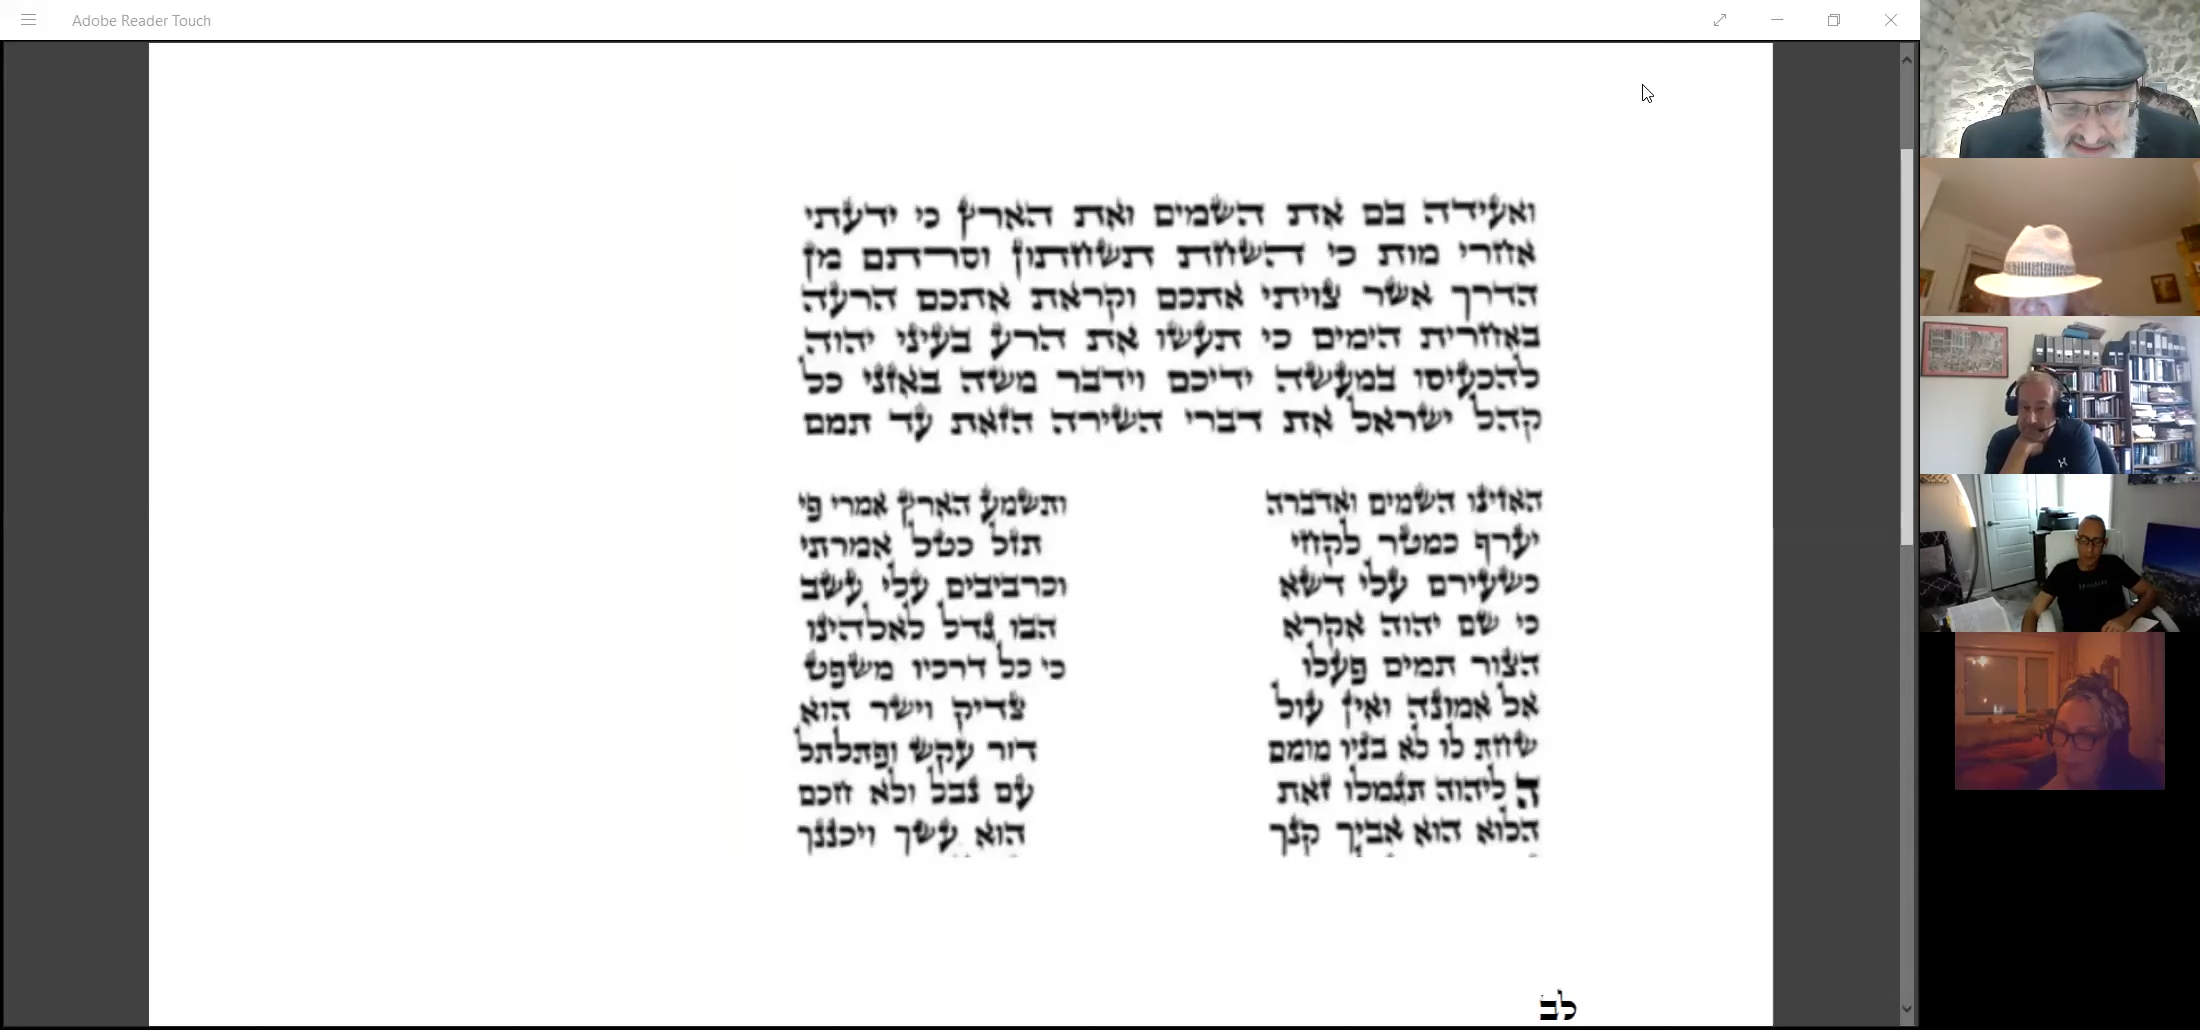 Adobe Reader Touch
ואעידה בם את השמים ואת הארץ כי ידעתי
אחרי מות כי השחת תשחתון וסרתם מן
הדרך אשר צויתי אתכם וקראת אתכם הרעה
באחרית הימים כי תעשו את הרע בעיני יהוה
להכעיסו במעשה ידיכם וידבר משה באזני כל
קהל ישראל את דברי השירה הזאת עד תמם
האזינו השמים ואדברה ותשמע הארץ אמרי פי
יערף כמטר לקחי תזל כטל אמרתי
כשעירם עלי דשא וכרביבים עלי עשב
כי שם יהוה אקרא הבו גדל לאלהינו
הצור תמים פעלו כי כל דרכיו משפט
אל אמונה ואין עול צדיק וישר הוא
שחת לו לא בניו מומם דור עקש ופתלתל
ה ליהוה תגמלו זאת עם נבל ולא חכם
הלוא הוא אביך קנך הוא עשך ויכננך
לב